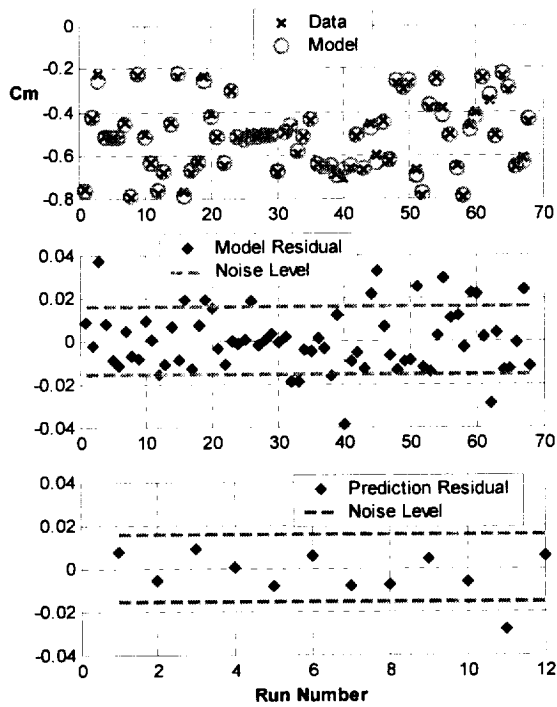 0
Data
Model
-0.2
Cm
-0.4
-0.6
-0.8
0 10 20 30 40 50 60 70
0.04
Model Residual
Noise Level
0.02
0
-0.02
-0.04
0 10 20 30 40 50 60 70
0.04
Prediction Residual
Noise Level
0.02
0
-0.02
-0.04
0 2 4 6 8 10 12
Run Number